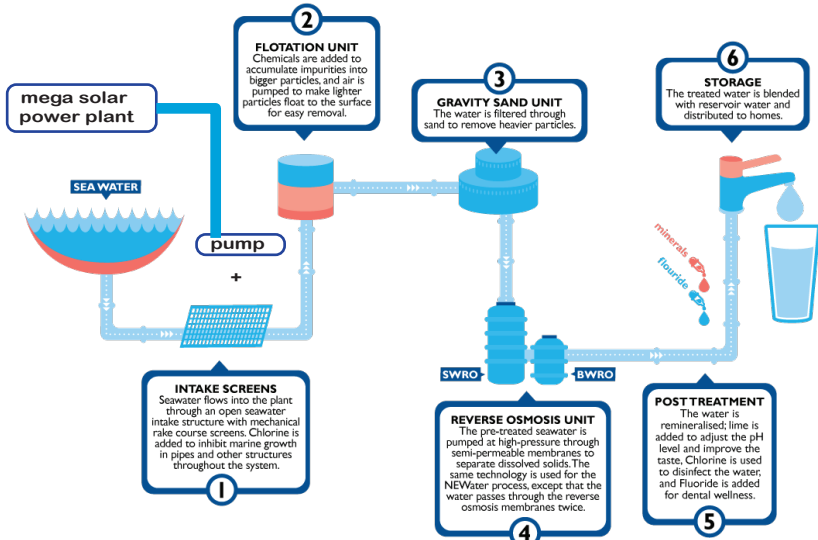 mega solar
power plant
SEA WATER
pump
+
1
INTAKE SCREENS
Seawater flows into the plant
through an open seawater
intake structure with mechanical
rake course screens. Chlorine is
added to inhibit marine growth
in pipes and other structures
throughout the system.
2
FLOTATION UNIT
Chemicals are added to
accumulate impurities into
bigger particles, and air is
pumped to make lighter
particles float to the surface
for easy removal.
3
GRAVITY SAND UNIT
The water is filtered through
sand to remove heavier particles.
SWRO
BWRO
REVERSE OSMOSIS UNIT
The pre-treated seawater is
pumped at high-pressure through
semi-permeable membranes to
separate dissolved solids. The
same technology is used for the
NEWater process, except that the
water passes through the reverse
osmosis membranes twice.
4
minerals
flouride
POST TREATMENT
The water is
remineralised; lime is
added to adjust the pH
level and improve the
taste, Chlorine is used
to disinfect the water,
and Fluoride is added
for dental wellness.
5
6
STORAGE
The treated water is blended
with reservoir water and
distributed to homes.